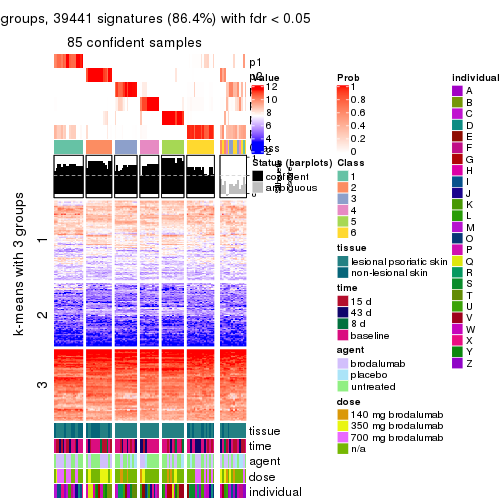 groups, 39441 signatures (86.4%) with fdr < 0.05
85 confident samples
p1
Value
12
10
8
6
4
2
Status (barplots)
confident
ambiguous
k-means with 3 groups
1
2
3
tissue
time
agent
dose
individual
Prob
1
0.8
0.6
0.4
0.2
0
Class
1
2
3
4
5
6
tissue
lesional psoriatic skin
non-lesional skin
time
15 d
43 d
8 d
baseline
agent
brodalumab
placebo
untreated
dose
140 mg brodalumab
350 mg brodalumab
700 mg brodalumab
n/a
individual
A
B
C
D
E
F
G
H
I
J
K
L
M
O
P
Q
R
S
T
U
V
W
X
Y
Z